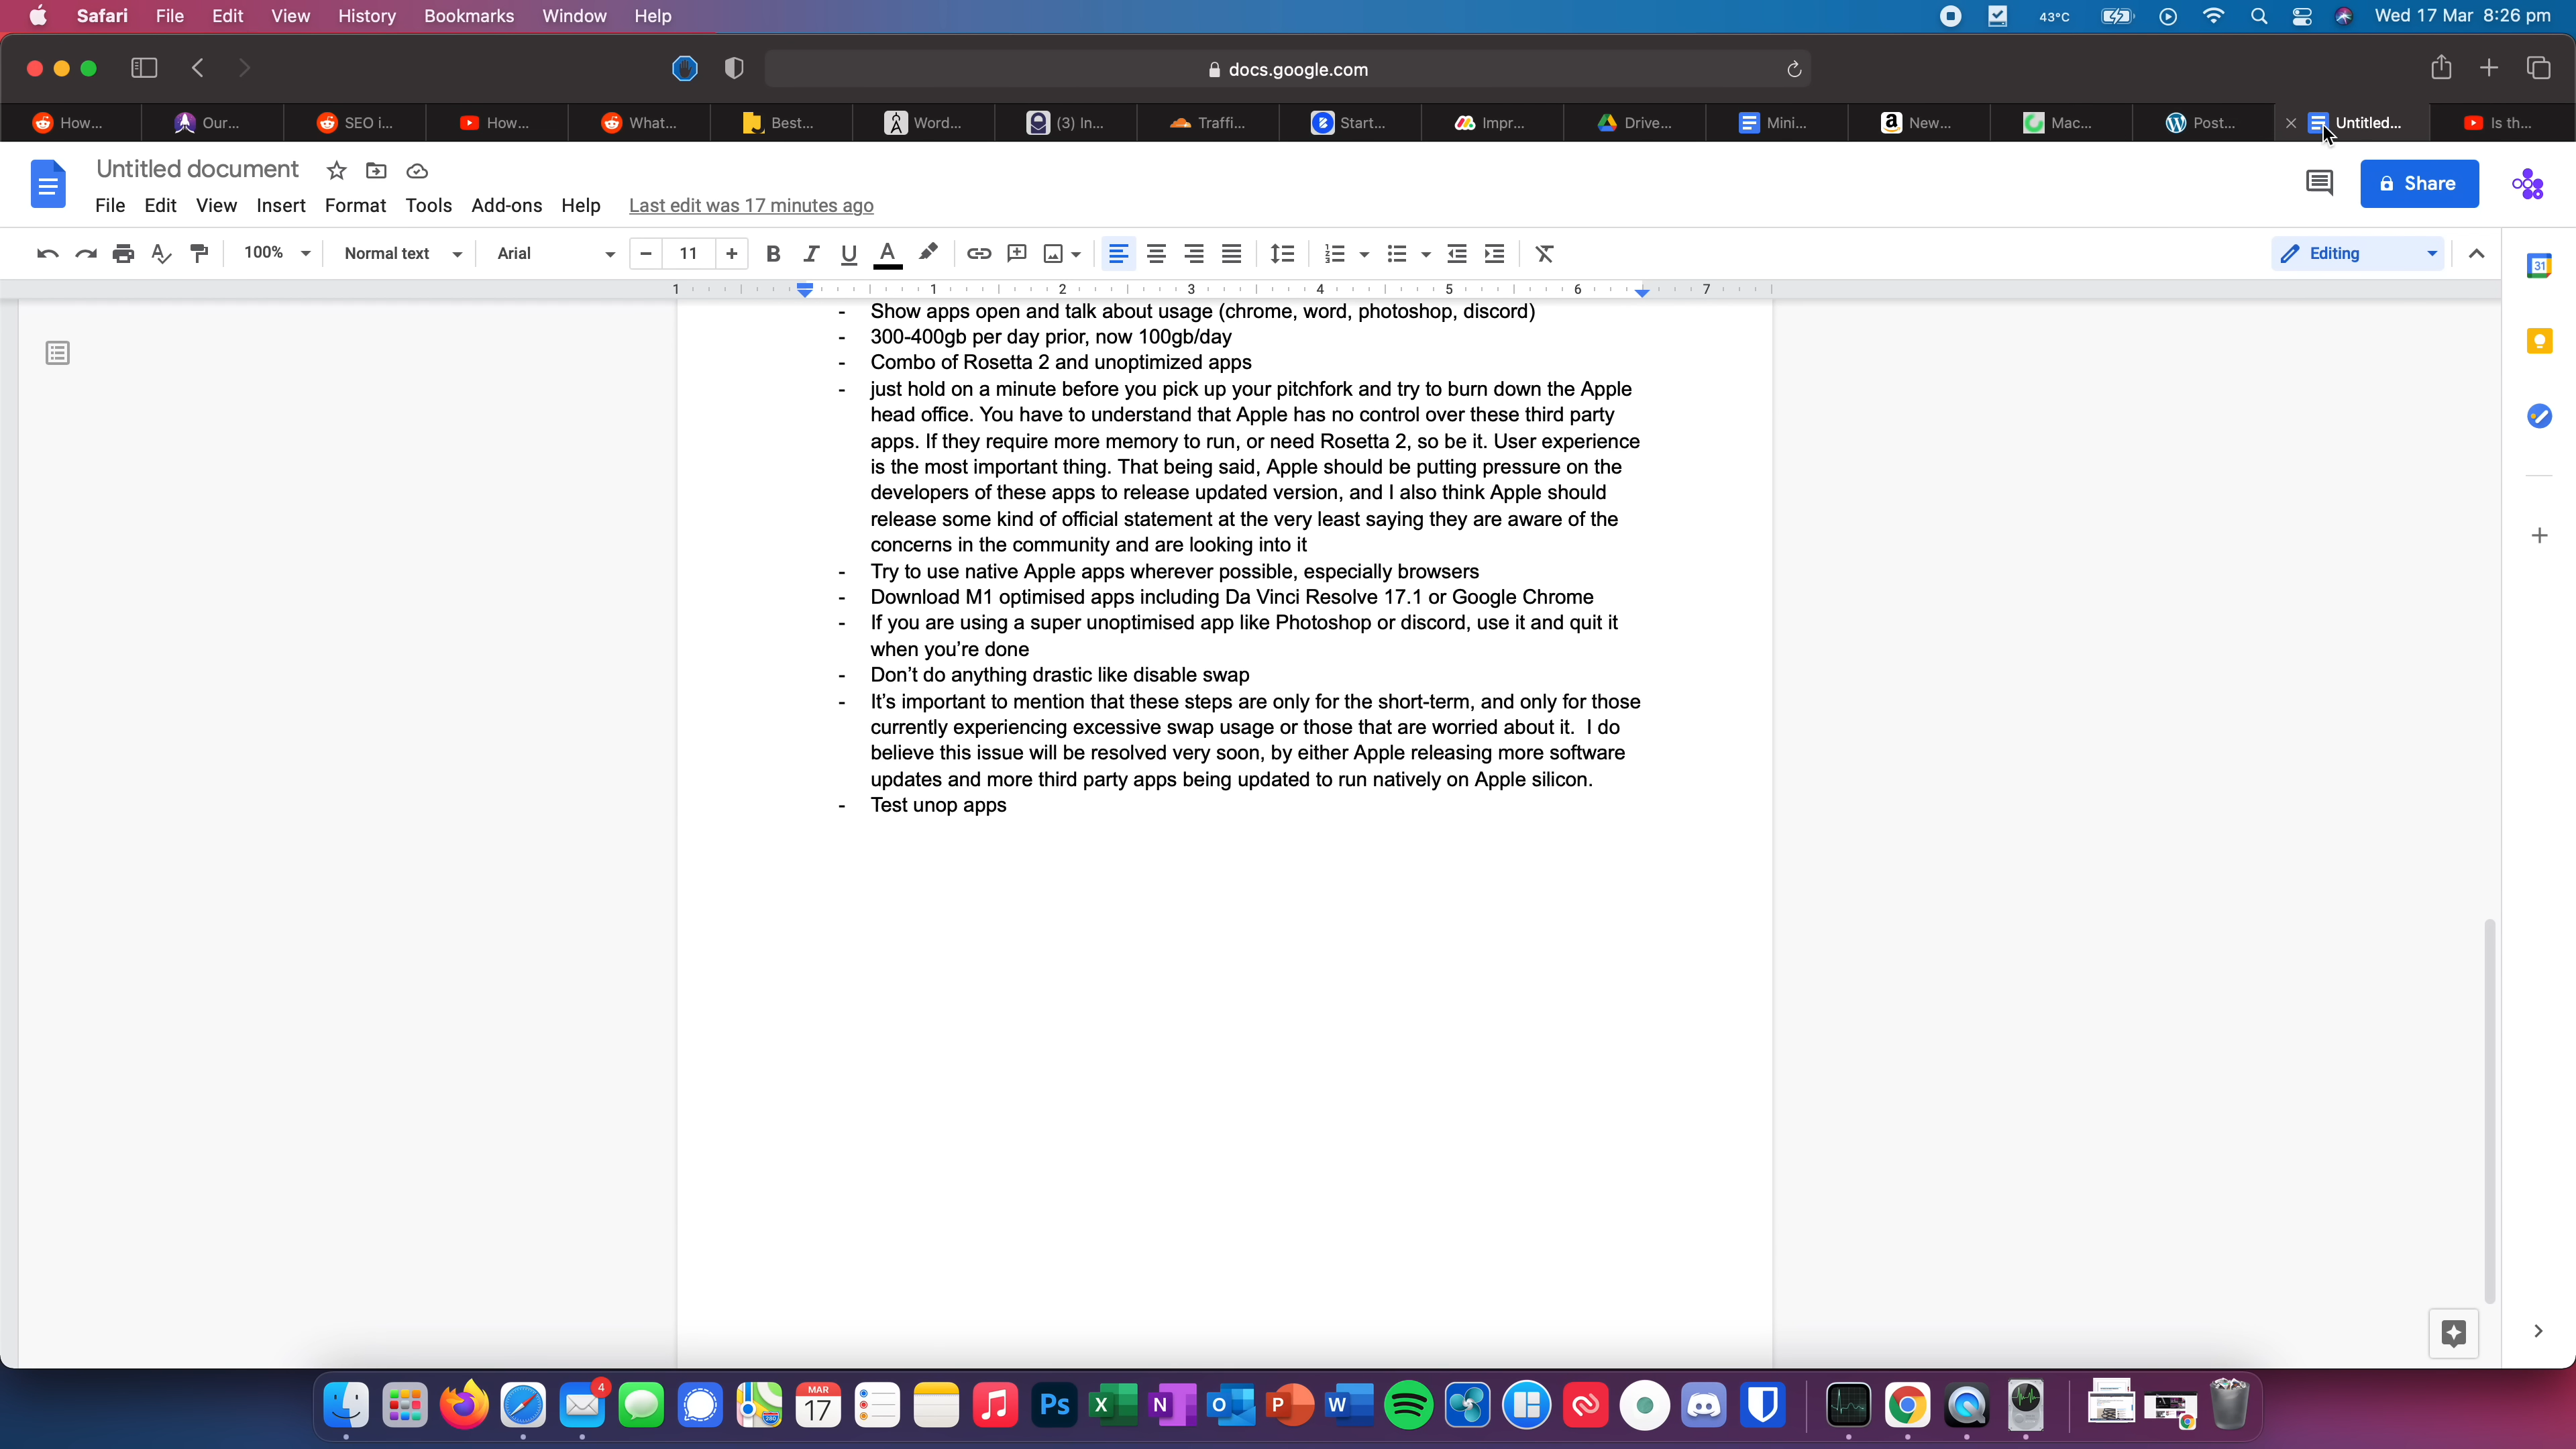 Safari File Edit View History Bookmarks Window Help 43°C Wed 17 Mar 8:26 pm
docs.google.com
How... Our... SEO i... How... What... Best... Word... (3) In... Traffi... Start... Impr... Drive... Mini... New... Mac... Post... Untitled... Is th...
Untitled document
Share
File Edit View Insert Format Tools Add-ons Help Last edit was 17 minutes ago
100% Normal text Arial 11 Editing
31
1 1 2 3 4 5 6 7
- Show apps open and talk about usage (chrome, word, photoshop, discord)
- 300-400gb per day prior, now 100gb/day
- Combo of Rosetta 2 and unoptimized apps
- just hold on a minute before you pick up your pitchfork and try to burn down the Apple
head office. You have to understand that Apple has no control over these third party
apps. If they require more memory to run, or need Rosetta 2, so be it. User experience
is the most important thing. That being said, Apple should be putting pressure on the
developers of these apps to release updated version, and I also think Apple should
release some kind of official statement at the very least saying they are aware of the
concerns in the community and are looking into it
- Try to use native Apple apps wherever possible, especially browsers
- Download M1 optimised apps including Da Vinci Resolve 17.1 or Google Chrome
- If you are using a super unoptimised app like Photoshop or discord, use it and quit it
when you're done
- Don't do anything drastic like disable swap
- It's important to mention that these steps are only for the short-term, and only for those
currently experiencing excessive swap usage or those that are worried about it.  I do
believe this issue will be resolved very soon, by either Apple releasing more software
updates and more third party apps being updated to run natively on Apple silicon.
- Test unop apps
4 MAR 17 280 Ps X N O P W